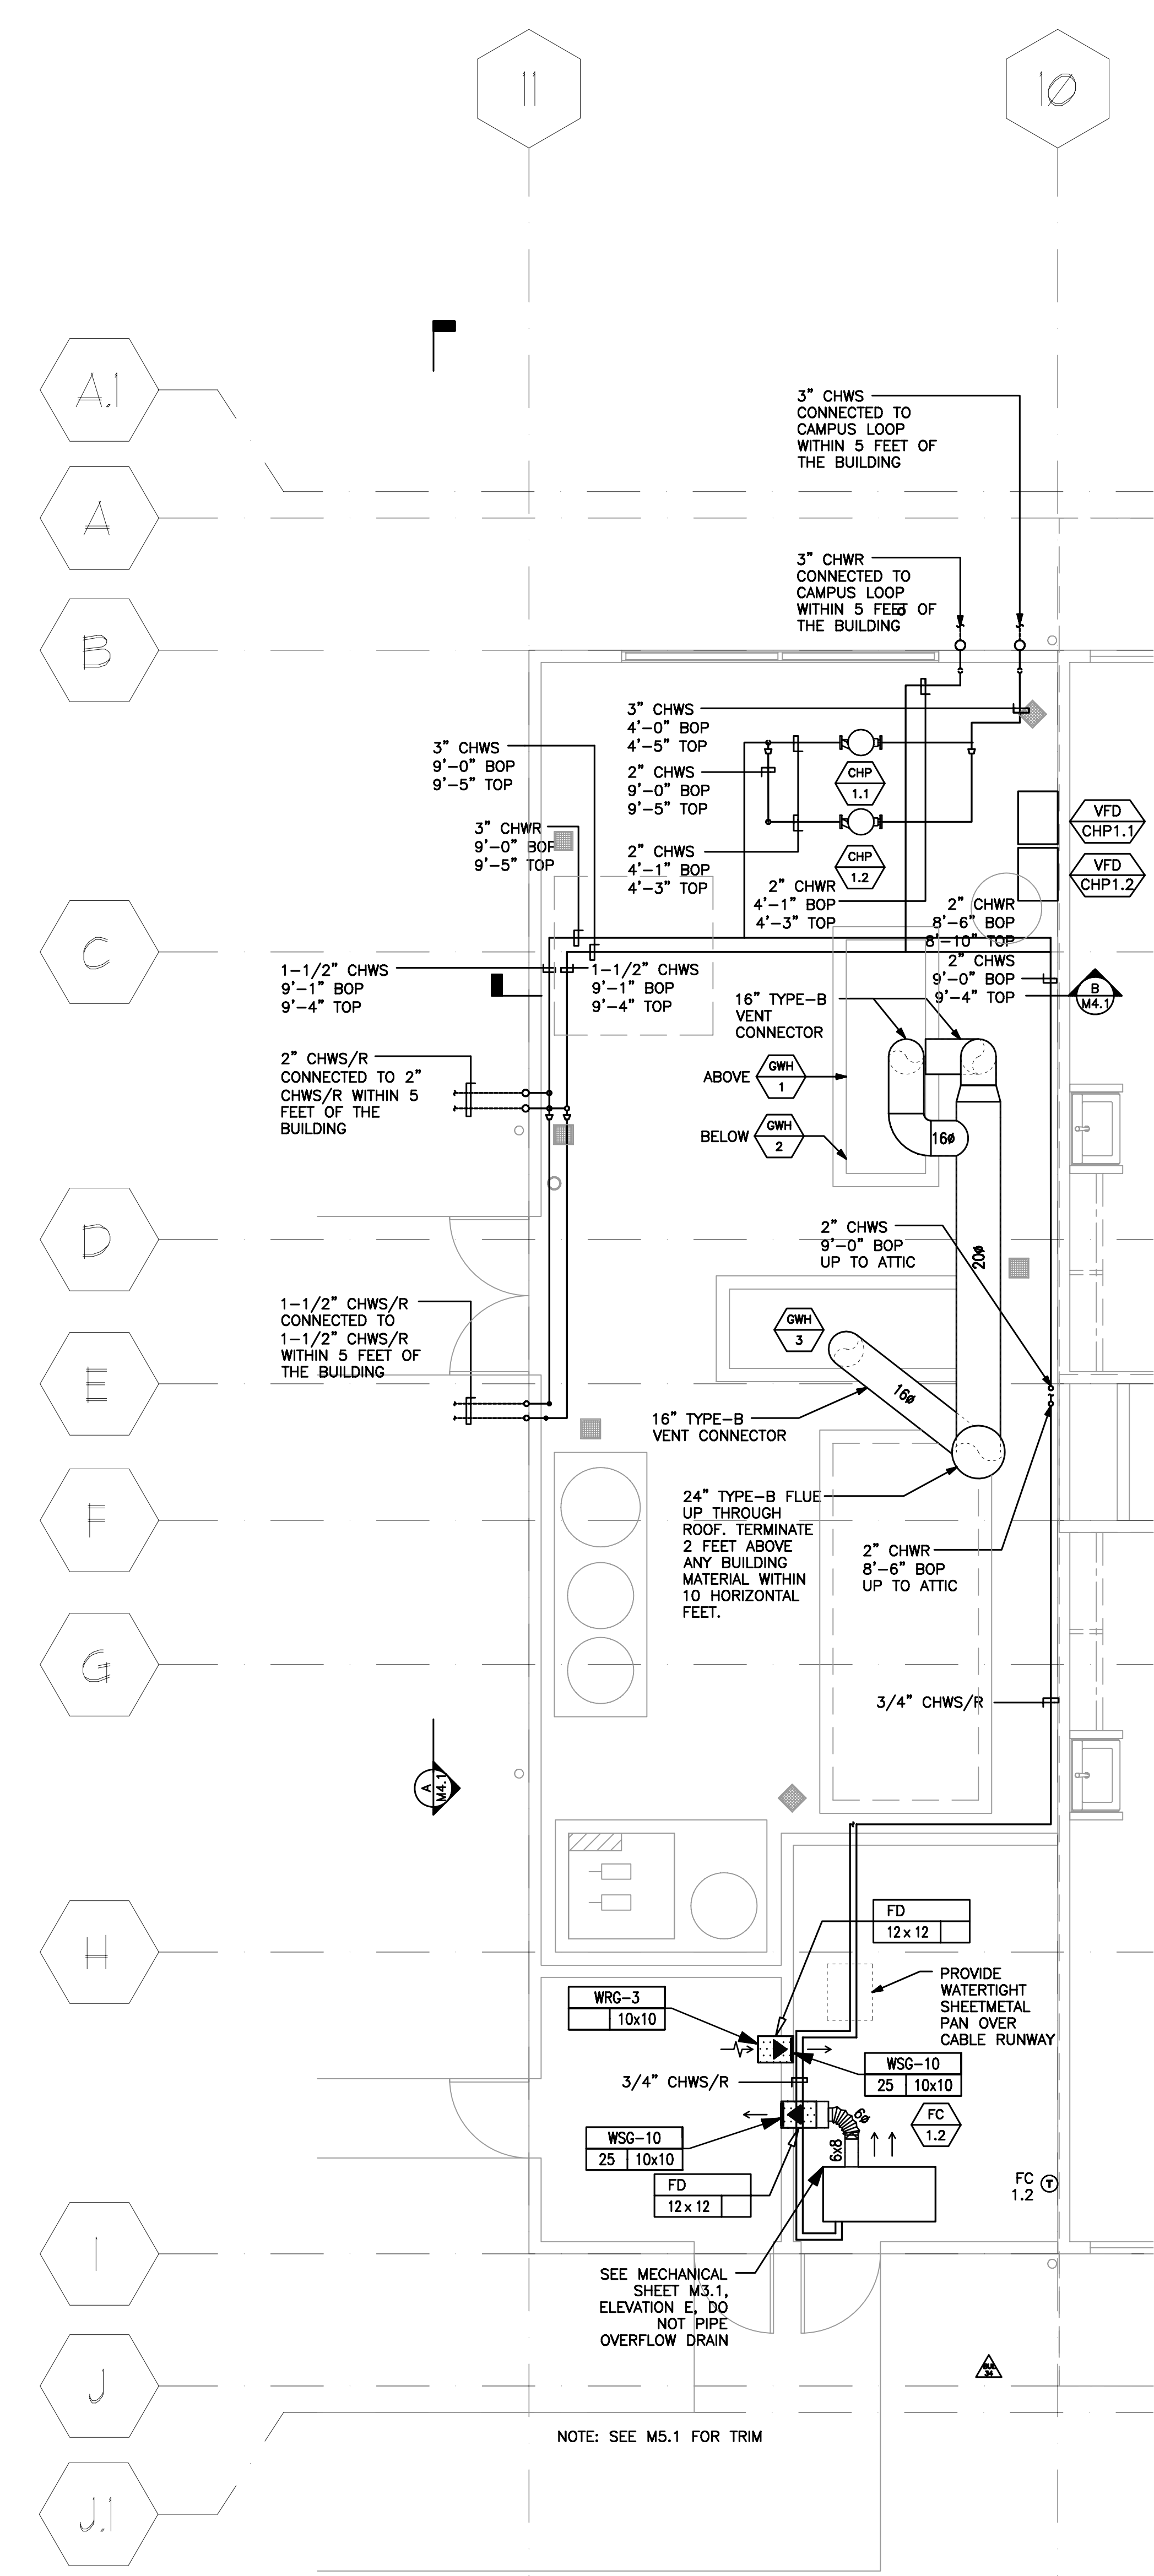 11
10
A.1
3" CHWS
CONNECTED TO
CAMPUS LOOP
WITHIN 5 FEET OF
THE BUILDING
A
3" CHWR
CONNECTED TO
CAMPUS LOOP
WITHIN 5 FEET OF
THE BUILDING
B
3" CHWS
4'-0" BOP
4'-5" TOP
3" CHWS
9'-0" BOP
9'-5" TOP
2" CHWS
9'-0" BOP
9'-5" TOP
CHP
1.1
VFD
CHP1.1
3" CHWR
9'-0" BOP
9'-5" TOP
2" CHWS
4'-1" BOP
4'-3" TOP
CHP
1.2
VFD
CHP1.2
2" CHWR
4'-1" BOP
4'-3" TOP
2" CHWR
8'-6" BOP
8'-10" TOP
C
1-1/2" CHWS
9'-1" BOP
9'-4" TOP
1-1/2" CHWS
9'-1" BOP
9'-4" TOP
2" CHWS
9'-0" BOP
9'-4" TOP
B
M4.1
16" TYPE-B
VENT
CONNECTOR
2" CHWS/R
CONNECTED TO 2"
CHWS/R WITHIN 5
FEET OF THE
BUILDING
ABOVE
GWH
1
BELOW
GWH
2
16ø
D
2" CHWS
9'-0" BOP
UP TO ATTIC
20ø
1-1/2" CHWS/R
CONNECTED TO
1-1/2" CHWS/R
WITHIN 5 FEET OF
THE BUILDING
GWH
3
E
16ø
16" TYPE-B
VENT CONNECTOR
F
24" TYPE-B FLUE
UP THROUGH
ROOF. TERMINATE
2 FEET ABOVE
ANY BUILDING
MATERIAL WITHIN
10 HORIZONTAL
FEET.
2" CHWR
8'-6" BOP
UP TO ATTIC
G
3/4" CHWS/R
A
M4.1
H
FD
12x12
PROVIDE
WATERTIGHT
SHEETMETAL
PAN OVER
CABLE RUNWAY
WRG-3
10x10
3/4" CHWS/R
WSG-10
25 10x10
6ø
FC
1.2
WSG-10
25 10x10
6x8
FD
12x12
FC
1.2
T
I
SEE MECHANICAL
SHEET M3.1,
ELEVATION E, DO
NOT PIPE
OVERFLOW DRAIN
J
34
NOTE: SEE M5.1 FOR TRIM
J.1